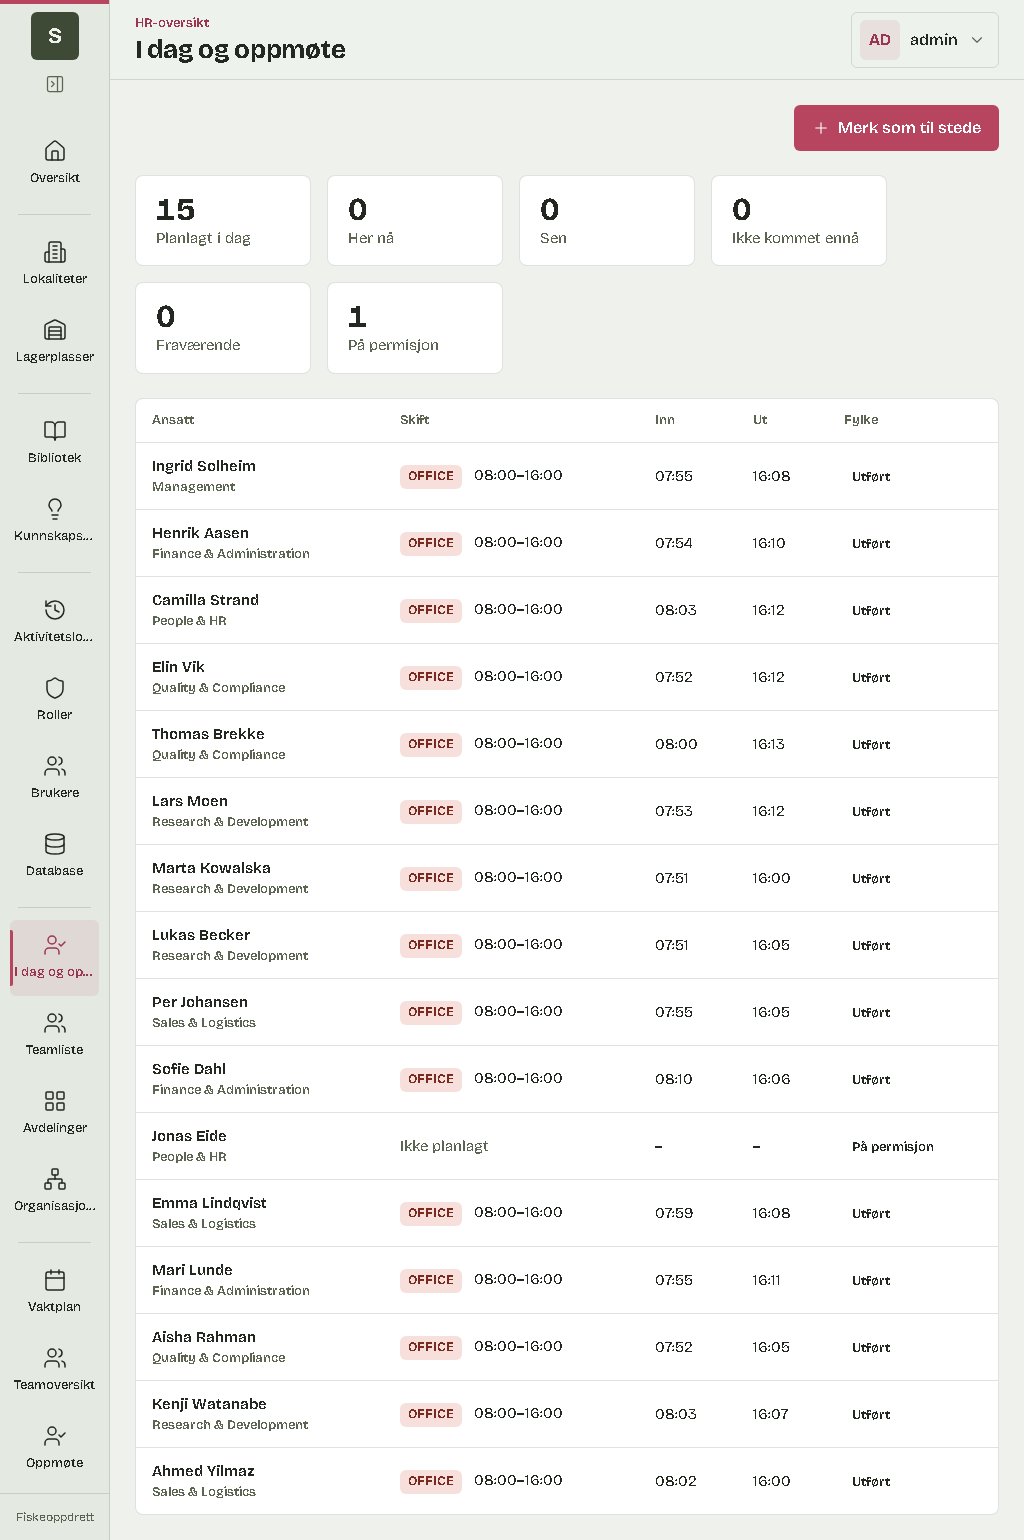 S
Oversikt
Lokaliteter
Lagerplasser
Bibliotek
Kunnskaps...
Aktivitetslo...
Roller
Brukere
Database
I dag og op...
Teamliste
Avdelinger
Organisasjo...
Vaktplan
Teamoversikt
Oppmøte
Fiskeoppdrett
HR-oversikt
I dag og oppmøte
AD admin
Merk som til stede
15
Planlagt i dag
0
Her nå
0
Sen
0
Ikke kommet ennå
0
Fraværende
1
På permisjon
Ansatt Skift Inn Ut Fylke
Ingrid Solheim
Management
OFFICE 08:00–16:00 07:55 16:08 Utført
Henrik Aasen
Finance & Administration
OFFICE 08:00–16:00 07:54 16:10 Utført
Camilla Strand
People & HR
OFFICE 08:00–16:00 08:03 16:12 Utført
Elin Vik
Quality & Compliance
OFFICE 08:00–16:00 07:52 16:12 Utført
Thomas Brekke
Quality & Compliance
OFFICE 08:00–16:00 08:00 16:13 Utført
Lars Moen
Research & Development
OFFICE 08:00–16:00 07:53 16:12 Utført
Marta Kowalska
Research & Development
OFFICE 08:00–16:00 07:51 16:00 Utført
Lukas Becker
Research & Development
OFFICE 08:00–16:00 07:51 16:05 Utført
Per Johansen
Sales & Logistics
OFFICE 08:00–16:00 07:55 16:05 Utført
Sofie Dahl
Finance & Administration
OFFICE 08:00–16:00 08:10 16:06 Utført
Jonas Eide
People & HR
Ikke planlagt – – På permisjon
Emma Lindqvist
Sales & Logistics
OFFICE 08:00–16:00 07:59 16:08 Utført
Mari Lunde
Finance & Administration
OFFICE 08:00–16:00 07:55 16:11 Utført
Aisha Rahman
Quality & Compliance
OFFICE 08:00–16:00 07:52 16:05 Utført
Kenji Watanabe
Research & Development
OFFICE 08:00–16:00 08:03 16:07 Utført
Ahmed Yilmaz
Sales & Logistics
OFFICE 08:00–16:00 08:02 16:00 Utført